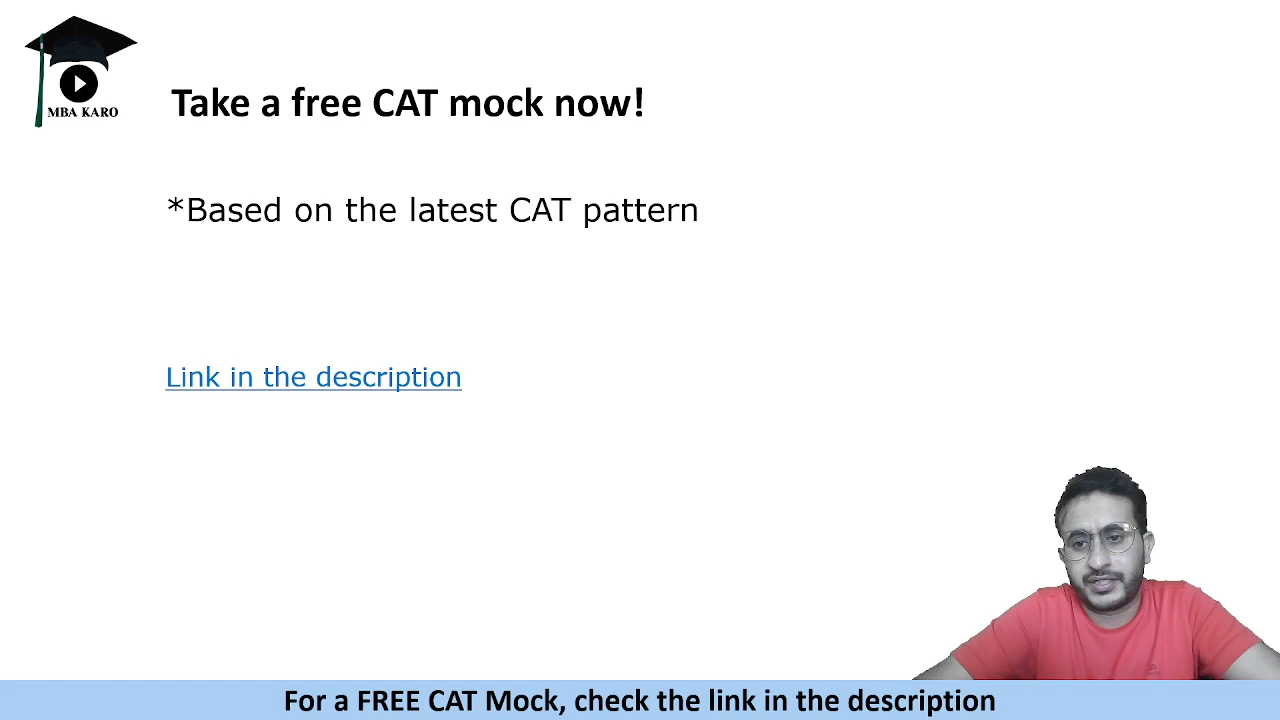 MBA KARO
Take a free CAT mock now!
*Based on the latest CAT pattern
Link in the description
For a FREE CAT Mock, check the link in the description